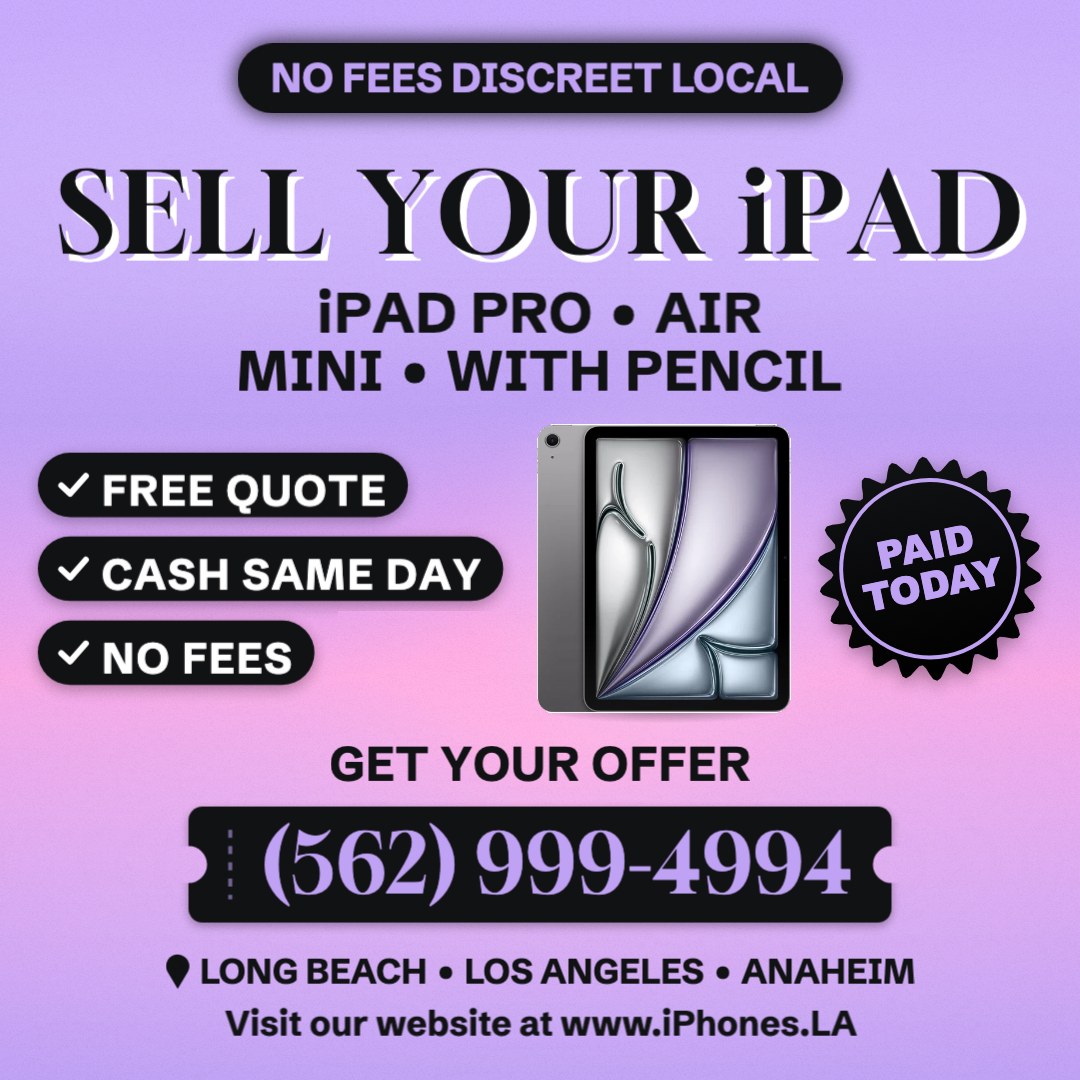 NO FEES DISCREET LOCAL
SELL YOUR iPAD
iPAD PRO • AIR
MINI • WITH PENCIL
✓ FREE QUOTE
✓ CASH SAME DAY
✓ NO FEES
PAID
TODAY
GET YOUR OFFER
(562) 999-4994
LONG BEACH • LOS ANGELES • ANAHEIM
Visit our website at www.iPhones.LA